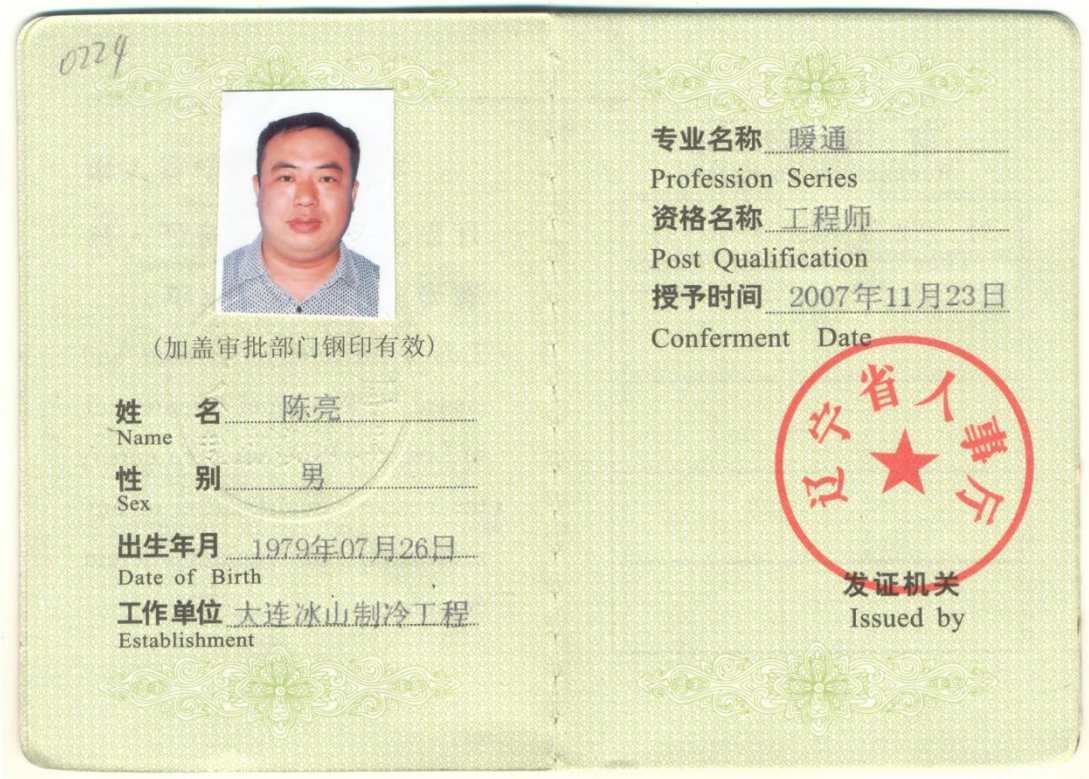 0224
(加盖审批部门钢印有效)
姓 名 陈亮
Name
性 别 男
Sex
出生年月 1979年07月26日
Date of Birth
工作单位 大连冰山制冷工程
Establishment
专业名称 暖通
Profession Series
资格名称 工程师
Post Qualification
授予时间 2007年11月23日
Conferment Date
辽宁省人事厅
发证机关
Issued by